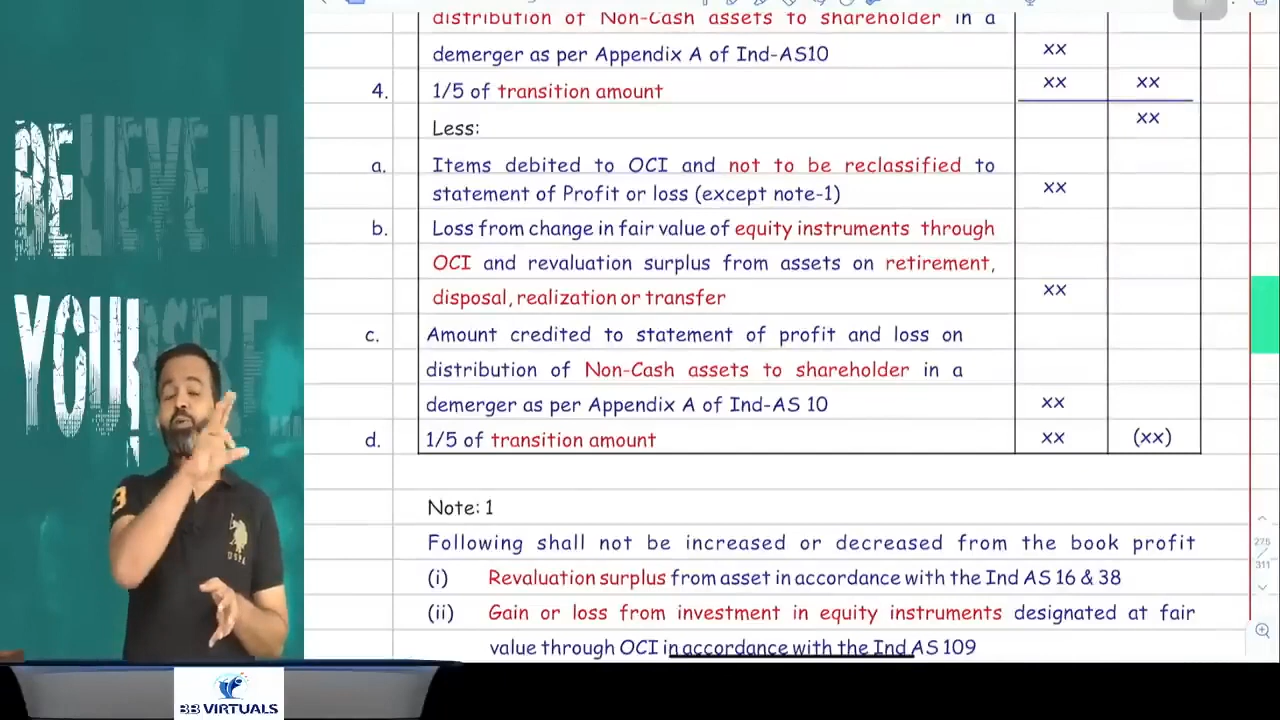 BELIEVE IN
YOURSELF
distribution of Non-Cash assets to shareholder in a
demerger as per Appendix A of Ind-AS10 xx
4. 1/5 of transition amount xx xx
xx
Less:
a. Items debited to OCI and not to be reclassified to
statement of Profit or loss (except note-1) xx
b. Loss from change in fair value of equity instruments through
OCI and revaluation surplus from assets on retirement,
disposal, realization or transfer xx
c. Amount credited to statement of profit and loss on
distribution of Non-Cash assets to shareholder in a
demerger as per Appendix A of Ind-AS 10 xx
d. 1/5 of transition amount xx (xx)
Note: 1
Following shall not be increased or decreased from the book profit
(i) Revaluation surplus from asset in accordance with the Ind AS 16 & 38
(ii) Gain or loss from investment in equity instruments designated at fair
value through OCI in accordance with the Ind AS 109
275
311
3
USPA
BB VIRTUALS